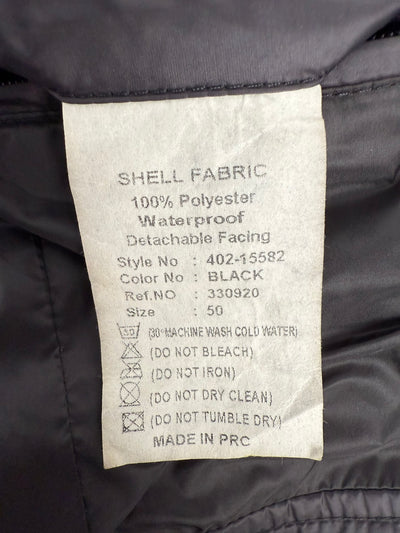 SHELL FABRIC
100% Polyester
Waterproof
Detachable Facing
Style No : 402-15582
Color No : BLACK
Ref.NO : 330920
Size : 50
30 (30°MACHINE WASH COLD WATER)
(DO NOT BLEACH)
(DO NOT IRON)
(DO NOT DRY CLEAN)
(DO NOT TUMBLE DRY)
MADE IN PRC